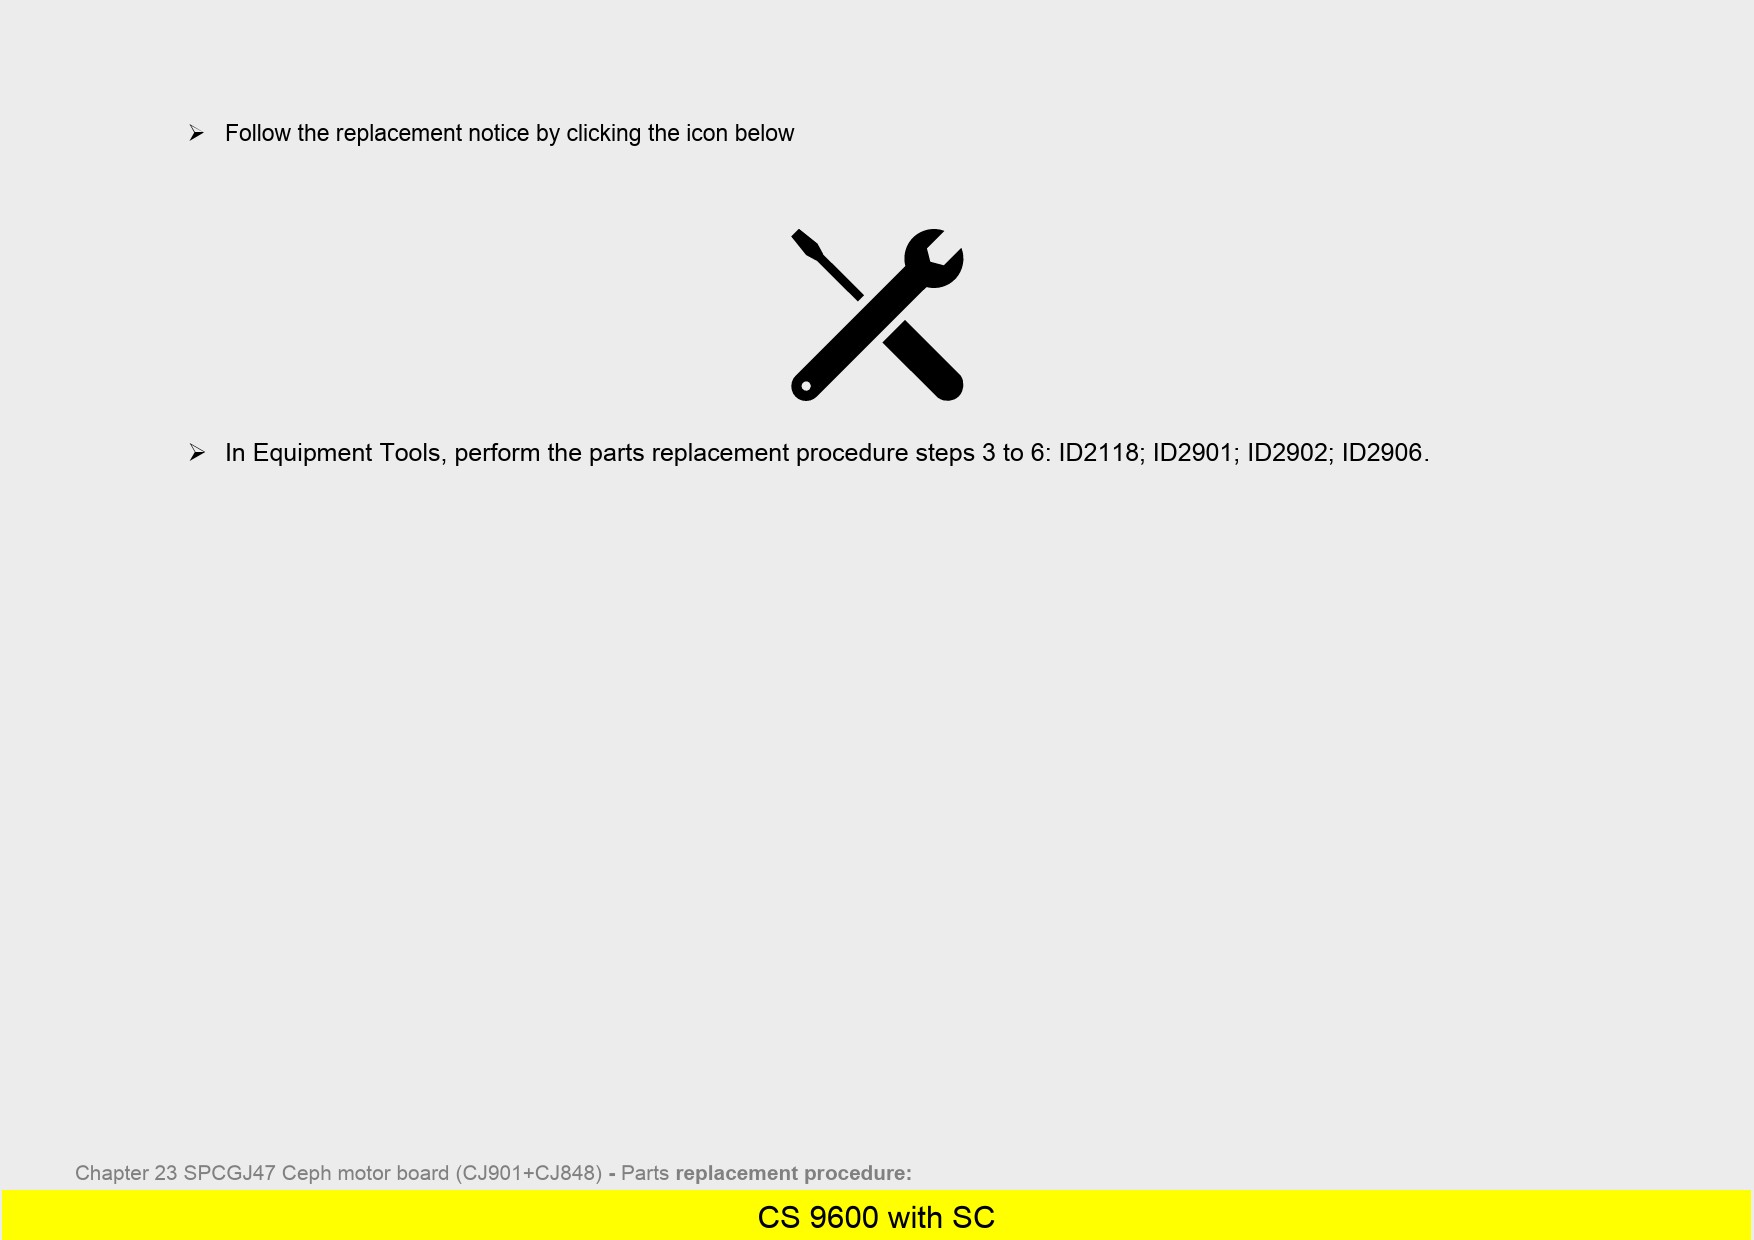 ➢ Follow the replacement notice by clicking the icon below
➢ In Equipment Tools, perform the parts replacement procedure steps 3 to 6: ID2118; ID2901; ID2902; ID2906.
Chapter 23 SPCGJ47 Ceph motor board (CJ901+CJ848) - Parts replacement procedure:
CS 9600 with SC